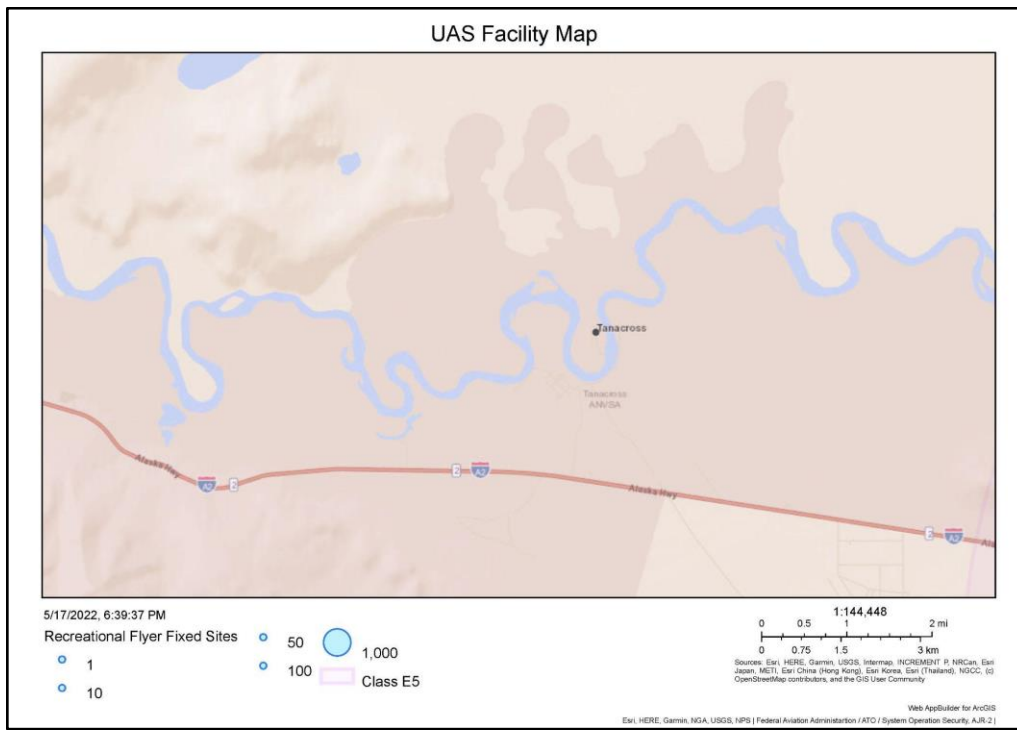 UAS Facility Map
Tanacross
Tanacross
ANVSA
Alaska Hwy
A2
2
2
A2
Alaska Hwy
2
A2
Ala
5/17/2022, 6:39:37 PM
Recreational Flyer Fixed Sites
1
10
50
100
1,000
Class E5
1:144,448
0 0.5 1 2 mi
0 0.75 1.5 3 km
Sources: Esri, HERE, Garmin, USGS, Intermap, INCREMENT P, NRCan, Esri
Japan, METI, Esri China (Hong Kong), Esri Korea, Esri (Thailand), NGCC, (c)
OpenStreetMap contributors, and the GIS User Community
Web AppBuilder for ArcGIS
Esri, HERE, Garmin, NGA, USGS, NPS | Federal Aviation Administartion / ATO / System Operation Security, AJR-2 |